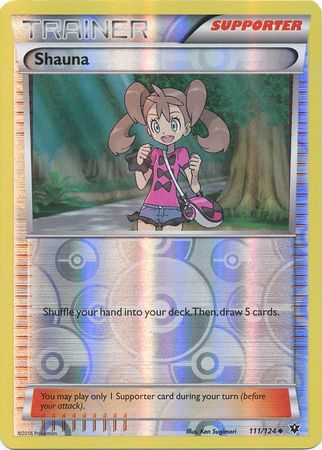 TRAINER
SUPPORTER
Shauna
Shuffle your hand into your deck. Then, draw 5 cards.
You may play only 1 Supporter card during your turn (before
your attack).
©2016 Pokémon
Illus. Ken Sugimori
111/124